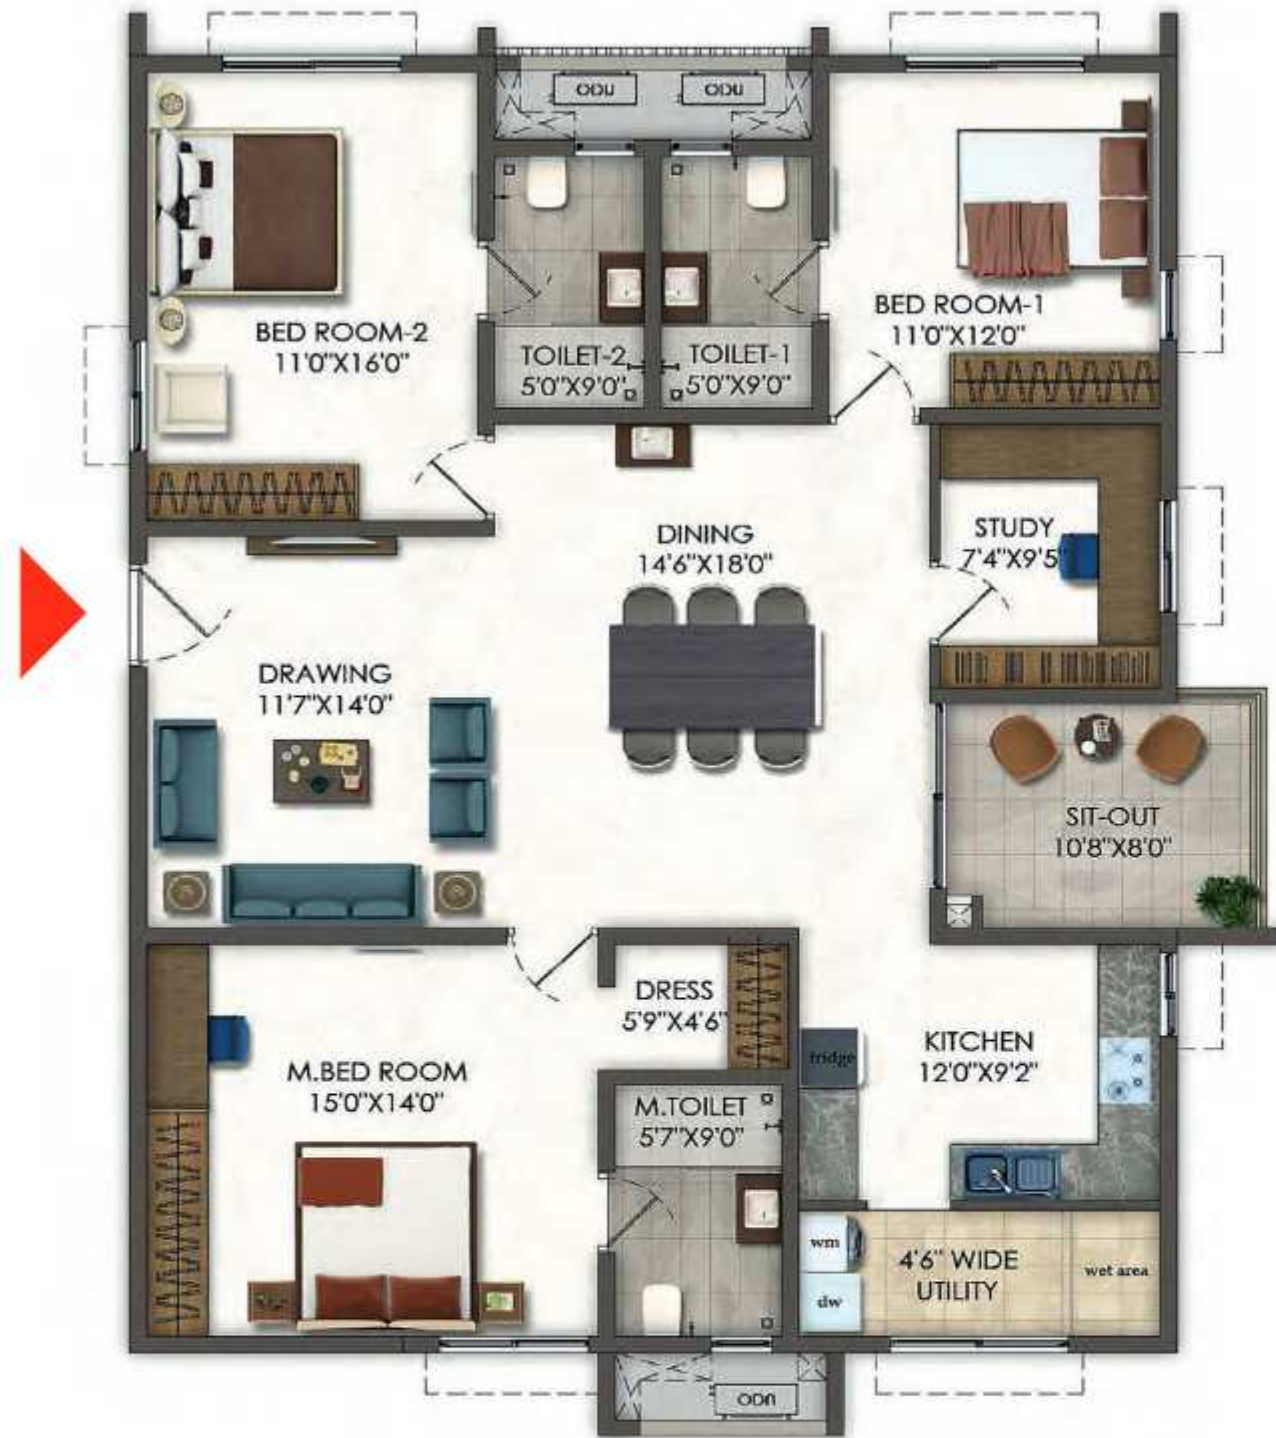 ODU
ODU
BED ROOM-2
11'0"X16'0"
TOILET-2
5'0"X9'0"
TOILET-1
5'0"X9'0"
BED ROOM-1
11'0"X12'0"
DINING
14'6"X18'0"
STUDY
7'4"X9'5"
DRAWING
11'7"X14'0"
SIT-OUT
10'8"X8'0"
DRESS
5'9"X4'6"
M.BED ROOM
15'0"X14'0"
fridge
KITCHEN
12'0"X9'2"
M.TOILET
5'7"X9'0"
wm
dw
4'6" WIDE
UTILITY
wet area
ODU